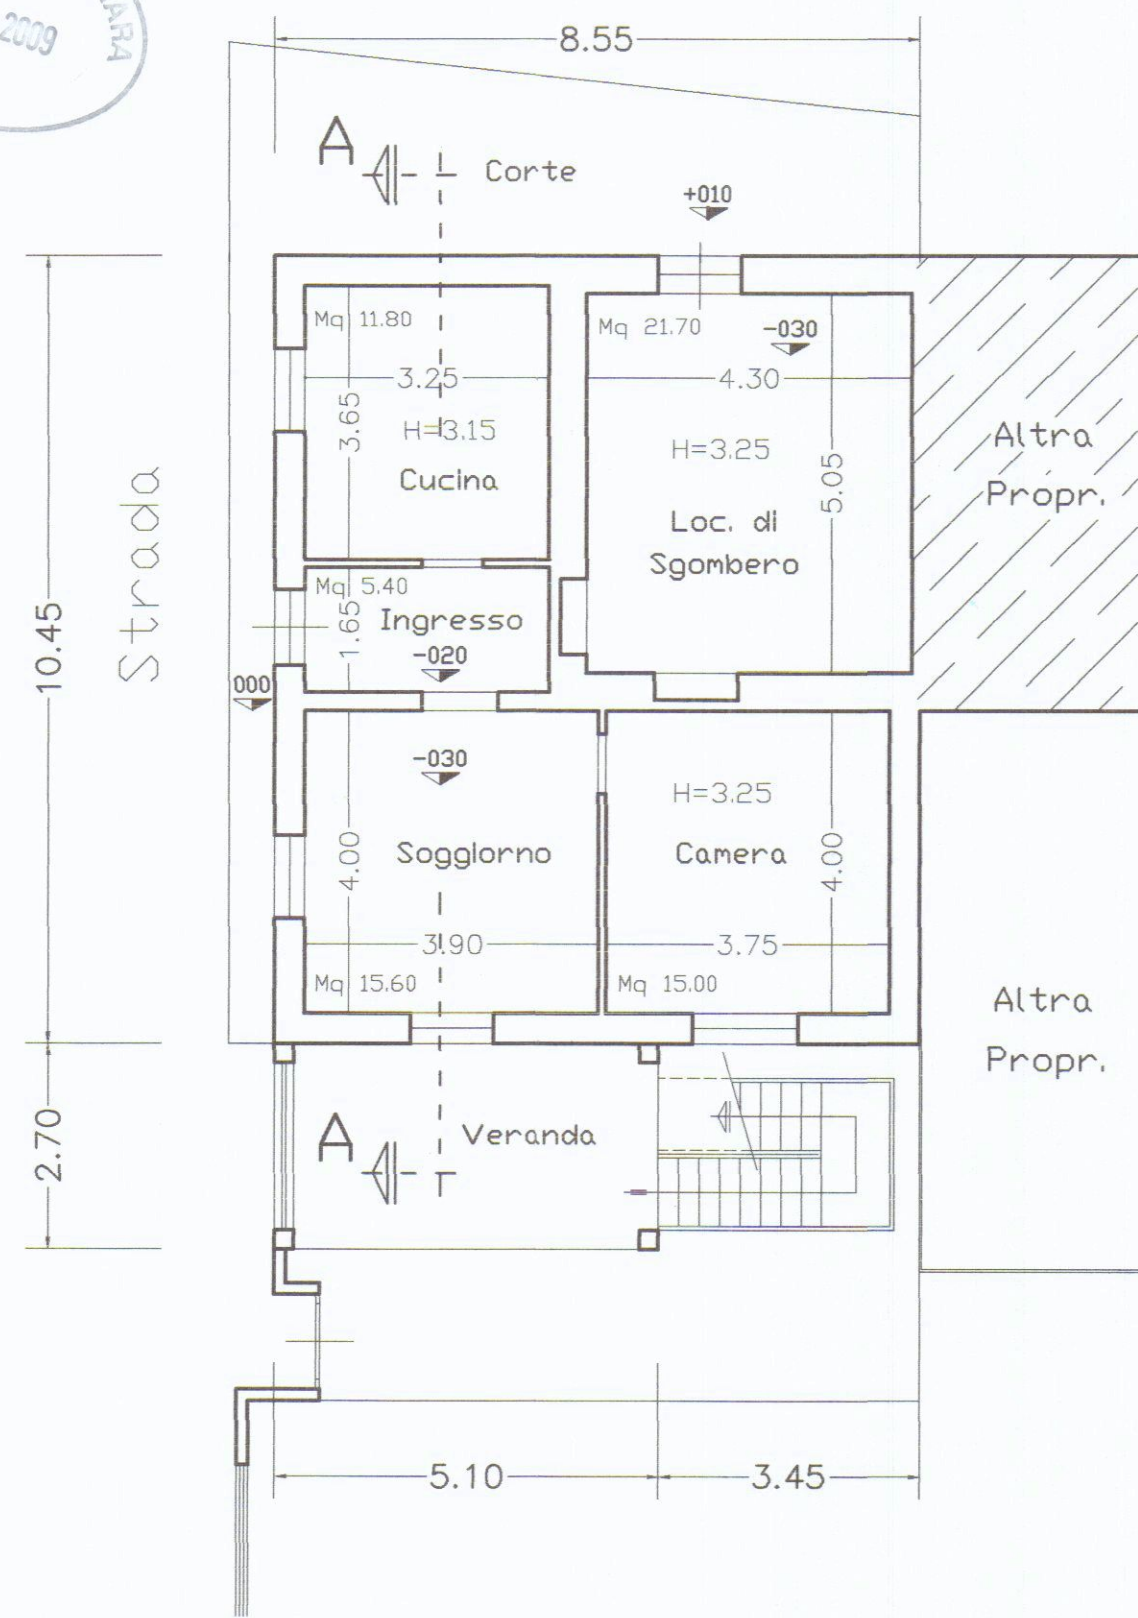 2009
ARA
8.55
A
Corte
+010
Mq 11.80
Mq 21.70
-030
3.25
4.30
3.65
H=3.15
H=3.25
5.05
Altra
Propr.
Cucina
Loc. di
Sgombero
Strada
Mq 5.40
1.65
Ingresso
-020
10.45
000
-030
H=3.25
4.00
Soggiorno
Camera
4.00
3.90
3.75
Mq 15.60
Mq 15.00
Altra
Propr.
2.70
A
Veranda
5.10
3.45